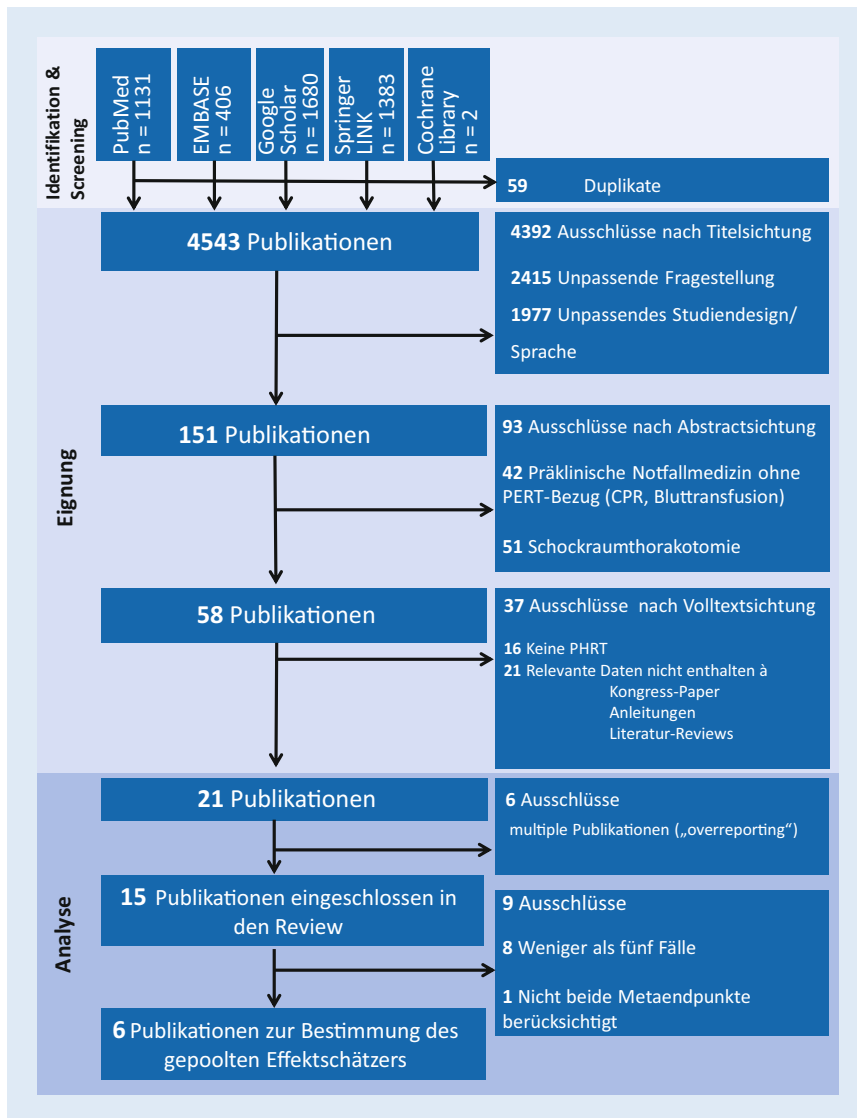 Identifikation &
Screening
PubMed
n = 1131
EMBASE
n = 406
Google
Scholar
n = 1680
Springer
LINK
n = 1383
Cochrane
Library
n = 2
59 Duplikate
Eignung
4543 Publikationen
4392 Ausschlüsse nach Titelsichtung
2415 Unpassende Fragestellung
1977 Unpassendes Studiendesign/
Sprache
151 Publikationen
93 Ausschlüsse nach Abstractsichtung
42 Präklinische Notfallmedizin ohne
PERT-Bezug (CPR, Bluttransfusion)
51 Schockraumthorakotomie
58 Publikationen
37 Ausschlüsse nach Volltextsichtung
16 Keine PHRT
21 Relevante Daten nicht enthalten à
Kongress-Paper
Anleitungen
Literatur-Reviews
Analyse
21 Publikationen
6 Ausschlüsse
multiple Publikationen („overreporting“)
15 Publikationen eingeschlossen in
den Review
9 Ausschlüsse
8 Weniger als fünf Fälle
1 Nicht beide Metaendpunkte
berücksichtigt
6 Publikationen zur Bestimmung des
gepoolten Effektschätzers